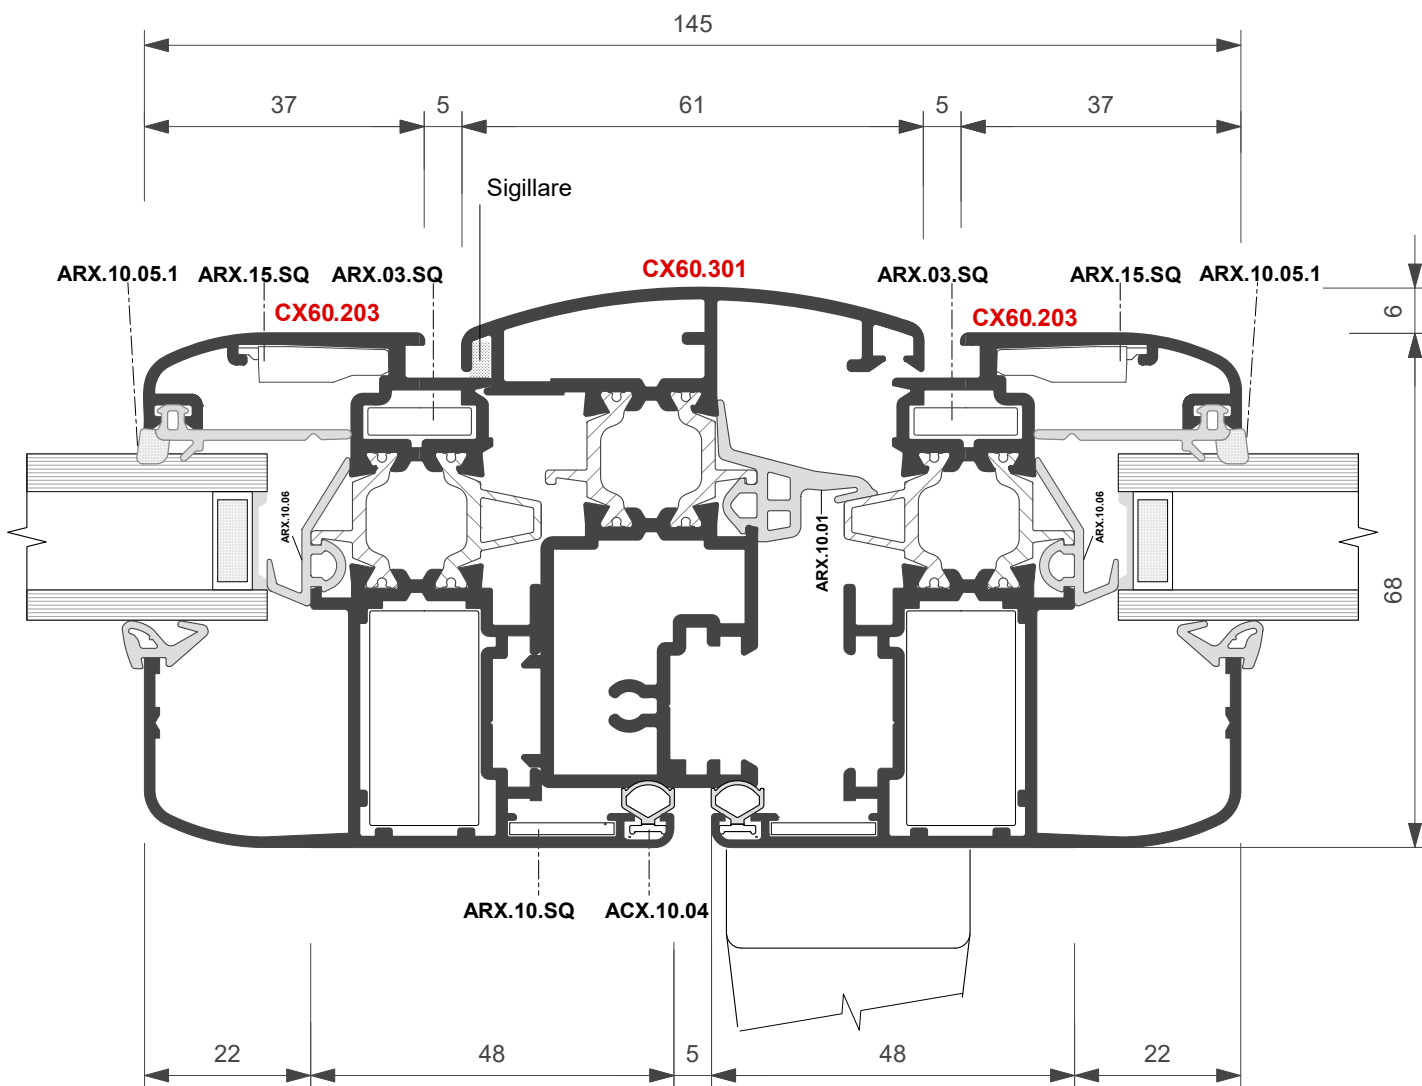 145
37 5 61 5 37
Sigillare
ARX.10.05.1 ARX.15.SQ ARX.03.SQ CX60.301 ARX.03.SQ ARX.15.SQ ARX.10.05.1
CX60.203 CX60.203
6
ARX.10.06 ARX.10.01 ARX.10.06
68
ARX.10.SQ ACX.10.04
22 48 5 48 22